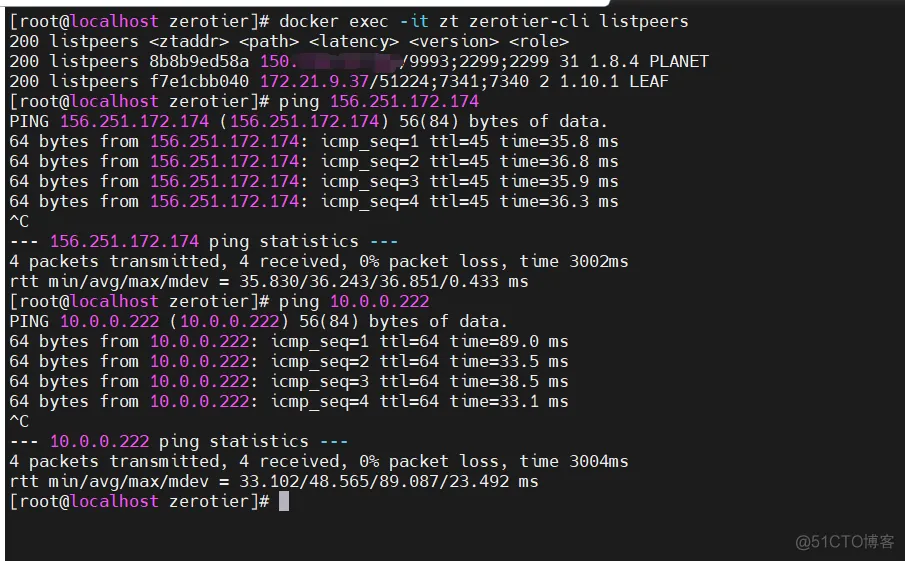 [root@localhost zerotier]# docker exec -it zt zerotier-cli listpeers
200 listpeers <ztaddr> <path> <latency> <version> <role>
200 listpeers 8b8b9ed58a 150. /9993;2299;2299 31 1.8.4 PLANET
200 listpeers f7e1cbb040 172.21.9.37/51224;7341;7340 2 1.10.1 LEAF
[root@localhost zerotier]# ping 156.251.172.174
PING 156.251.172.174 (156.251.172.174) 56(84) bytes of data.
64 bytes from 156.251.172.174: icmp_seq=1 ttl=45 time=35.8 ms
64 bytes from 156.251.172.174: icmp_seq=2 ttl=45 time=36.8 ms
64 bytes from 156.251.172.174: icmp_seq=3 ttl=45 time=35.9 ms
64 bytes from 156.251.172.174: icmp_seq=4 ttl=45 time=36.3 ms
^C
--- 156.251.172.174 ping statistics ---
4 packets transmitted, 4 received, 0% packet loss, time 3002ms
rtt min/avg/max/mdev = 35.830/36.243/36.851/0.433 ms
[root@localhost zerotier]# ping 10.0.0.222
PING 10.0.0.222 (10.0.0.222) 56(84) bytes of data.
64 bytes from 10.0.0.222: icmp_seq=1 ttl=64 time=89.0 ms
64 bytes from 10.0.0.222: icmp_seq=2 ttl=64 time=33.5 ms
64 bytes from 10.0.0.222: icmp_seq=3 ttl=64 time=38.5 ms
64 bytes from 10.0.0.222: icmp_seq=4 ttl=64 time=33.1 ms
^C
--- 10.0.0.222 ping statistics ---
4 packets transmitted, 4 received, 0% packet loss, time 3004ms
rtt min/avg/max/mdev = 33.102/48.565/89.087/23.492 ms
[root@localhost zerotier]#
@51CTO博客